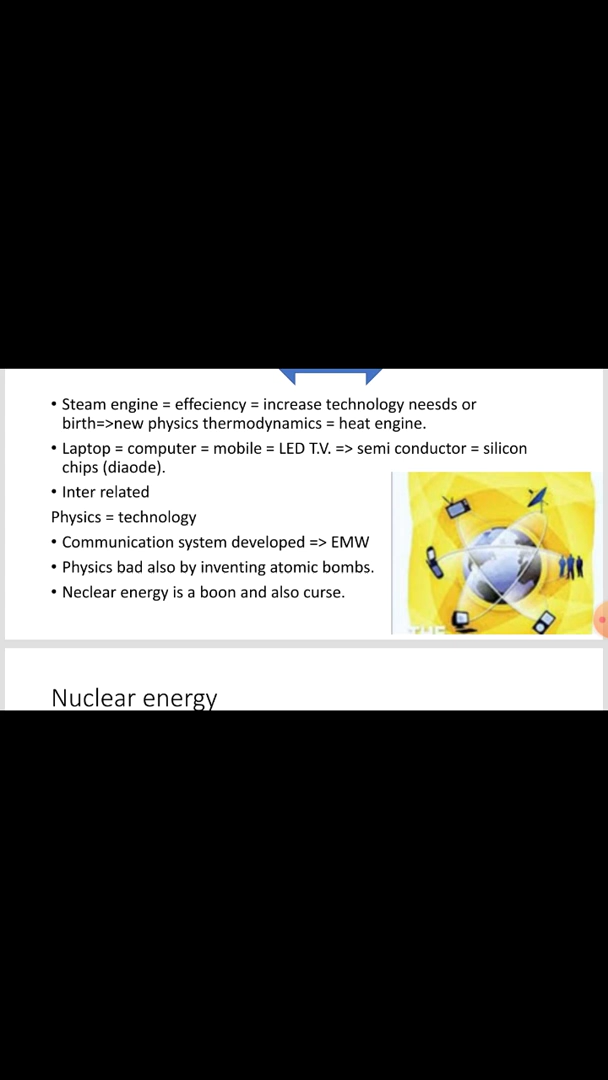 • Steam engine = effeciency = increase technology needsds or
birth=>new physics thermodynamics = heat engine.
• Laptop = computer = mobile = LED T.V. => semi conductor = silicon
chips (diaode).
• Inter related
Physics = technology
• Communication system developed => EMW
• Physics bad also by inventing atomic bombs.
• Neclear energy is a boon and also curse.
THE
Nuclear energy